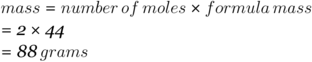 mass = number of moles × formula mass
= 2 × 44
= 88 grams